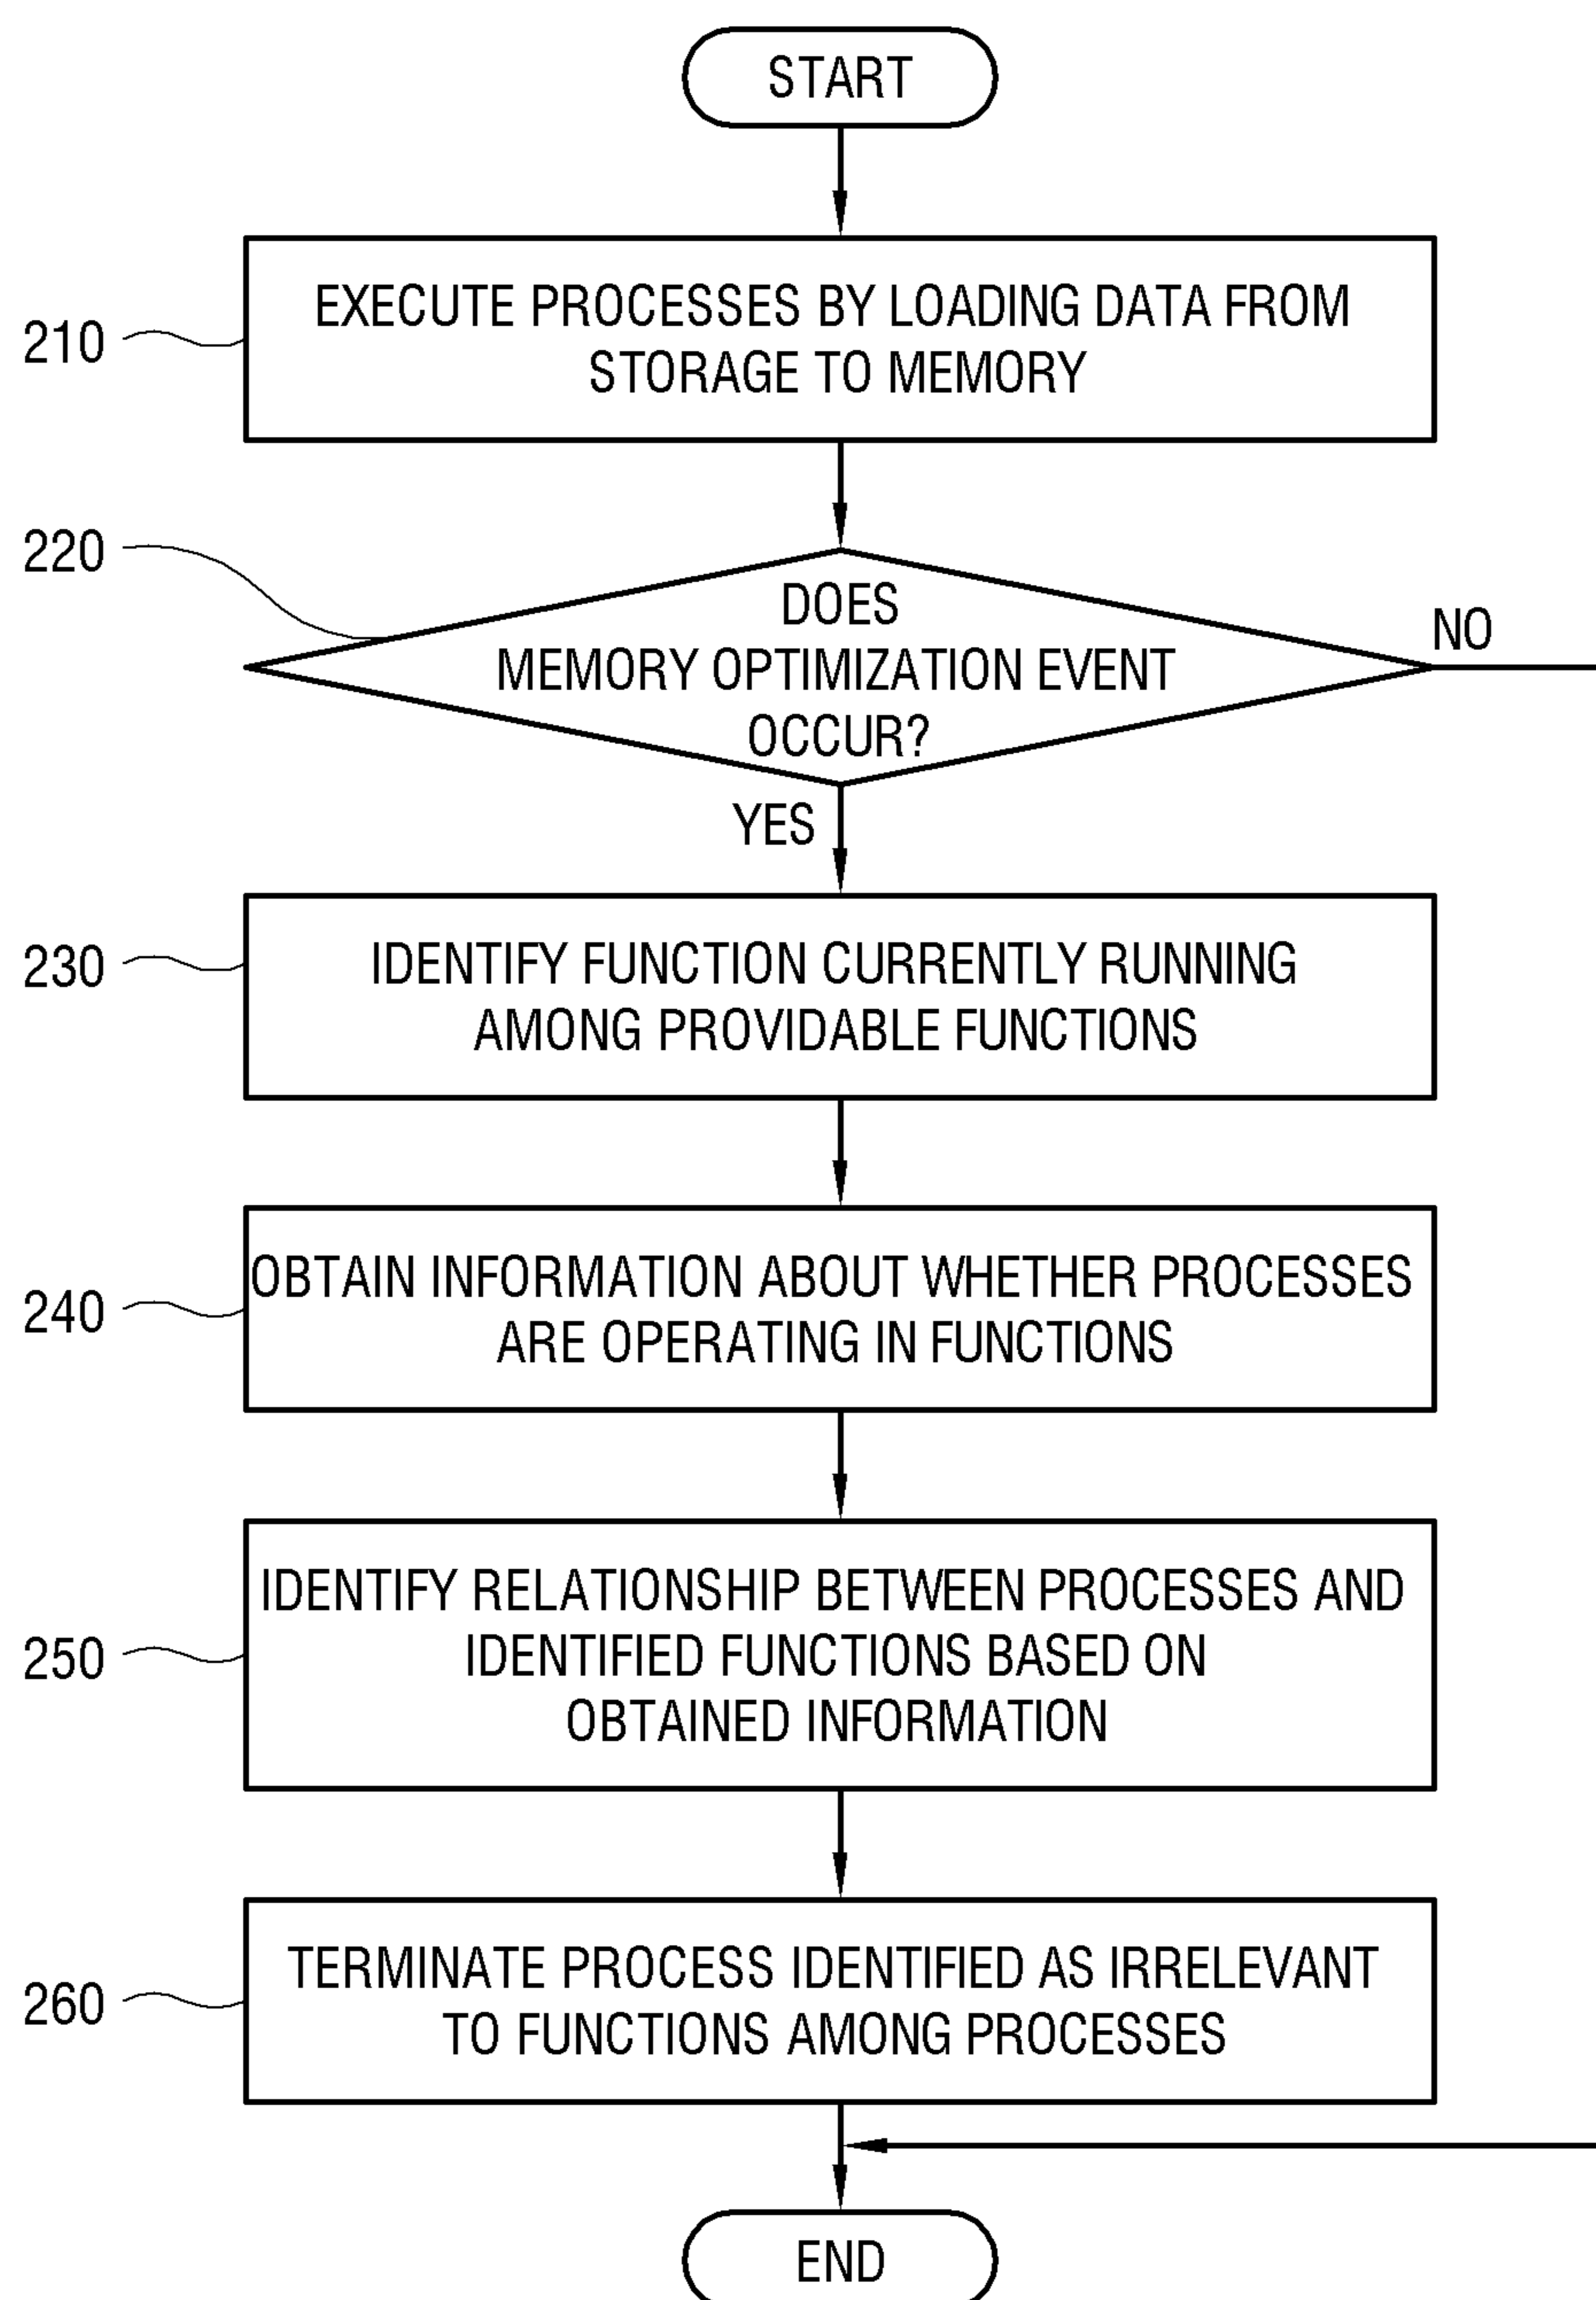 START
210
EXECUTE PROCESSES BY LOADING DATA FROM
STORAGE TO MEMORY
220
DOES
MEMORY OPTIMIZATION EVENT
OCCUR?
NO
YES
230
IDENTIFY FUNCTION CURRENTLY RUNNING
AMONG PROVIDABLE FUNCTIONS
240
OBTAIN INFORMATION ABOUT WHETHER PROCESSES
ARE OPERATING IN FUNCTIONS
250
IDENTIFY RELATIONSHIP BETWEEN PROCESSES AND
IDENTIFIED FUNCTIONS BASED ON
OBTAINED INFORMATION
260
TERMINATE PROCESS IDENTIFIED AS IRRELEVANT
TO FUNCTIONS AMONG PROCESSES
END